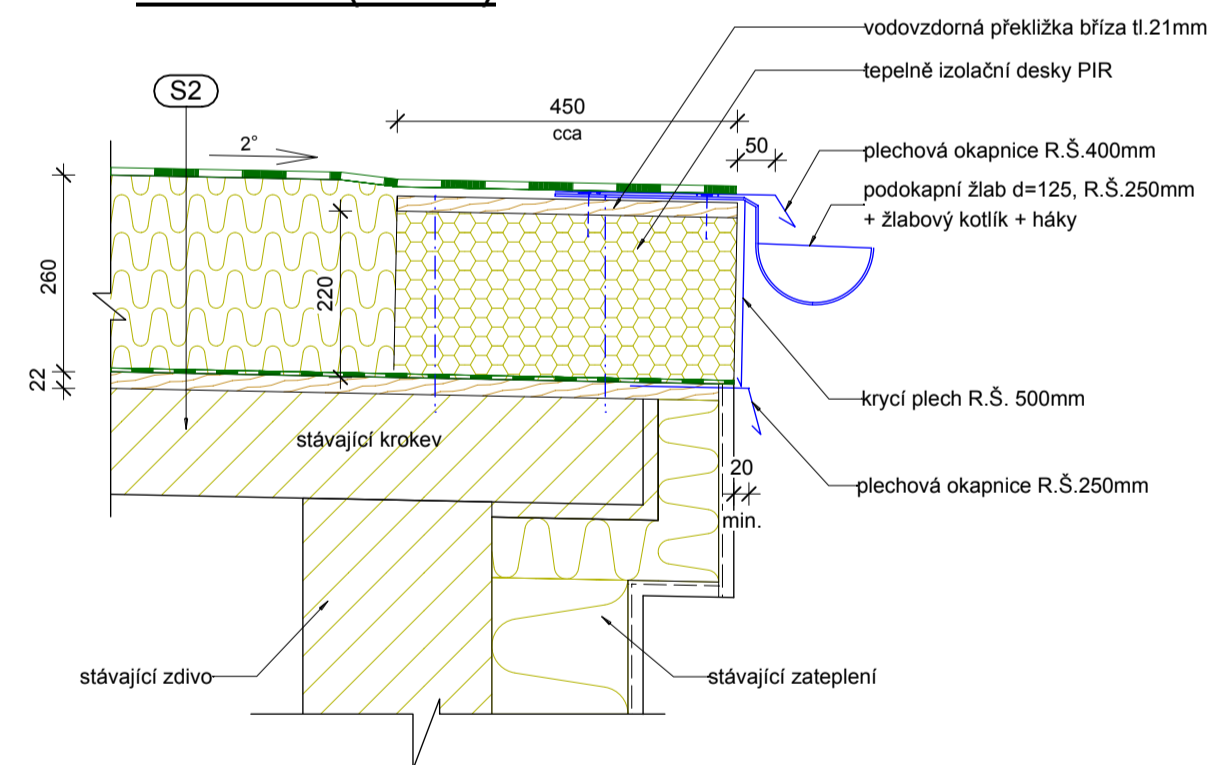 vodovzdorná překližka bříza tl.21mm
tepelně izolační desky PIR
S2
450
cca
2°
50
plechová okapnice R.Š.400mm
podokapní žlab d=125, R.Š.250mm
+ žlabový kotlík + háky
260
220
22
krycí plech R.Š. 500mm
stávající krokev
20
min.
plechová okapnice R.Š.250mm
stávající zdivo
stávající zateplení